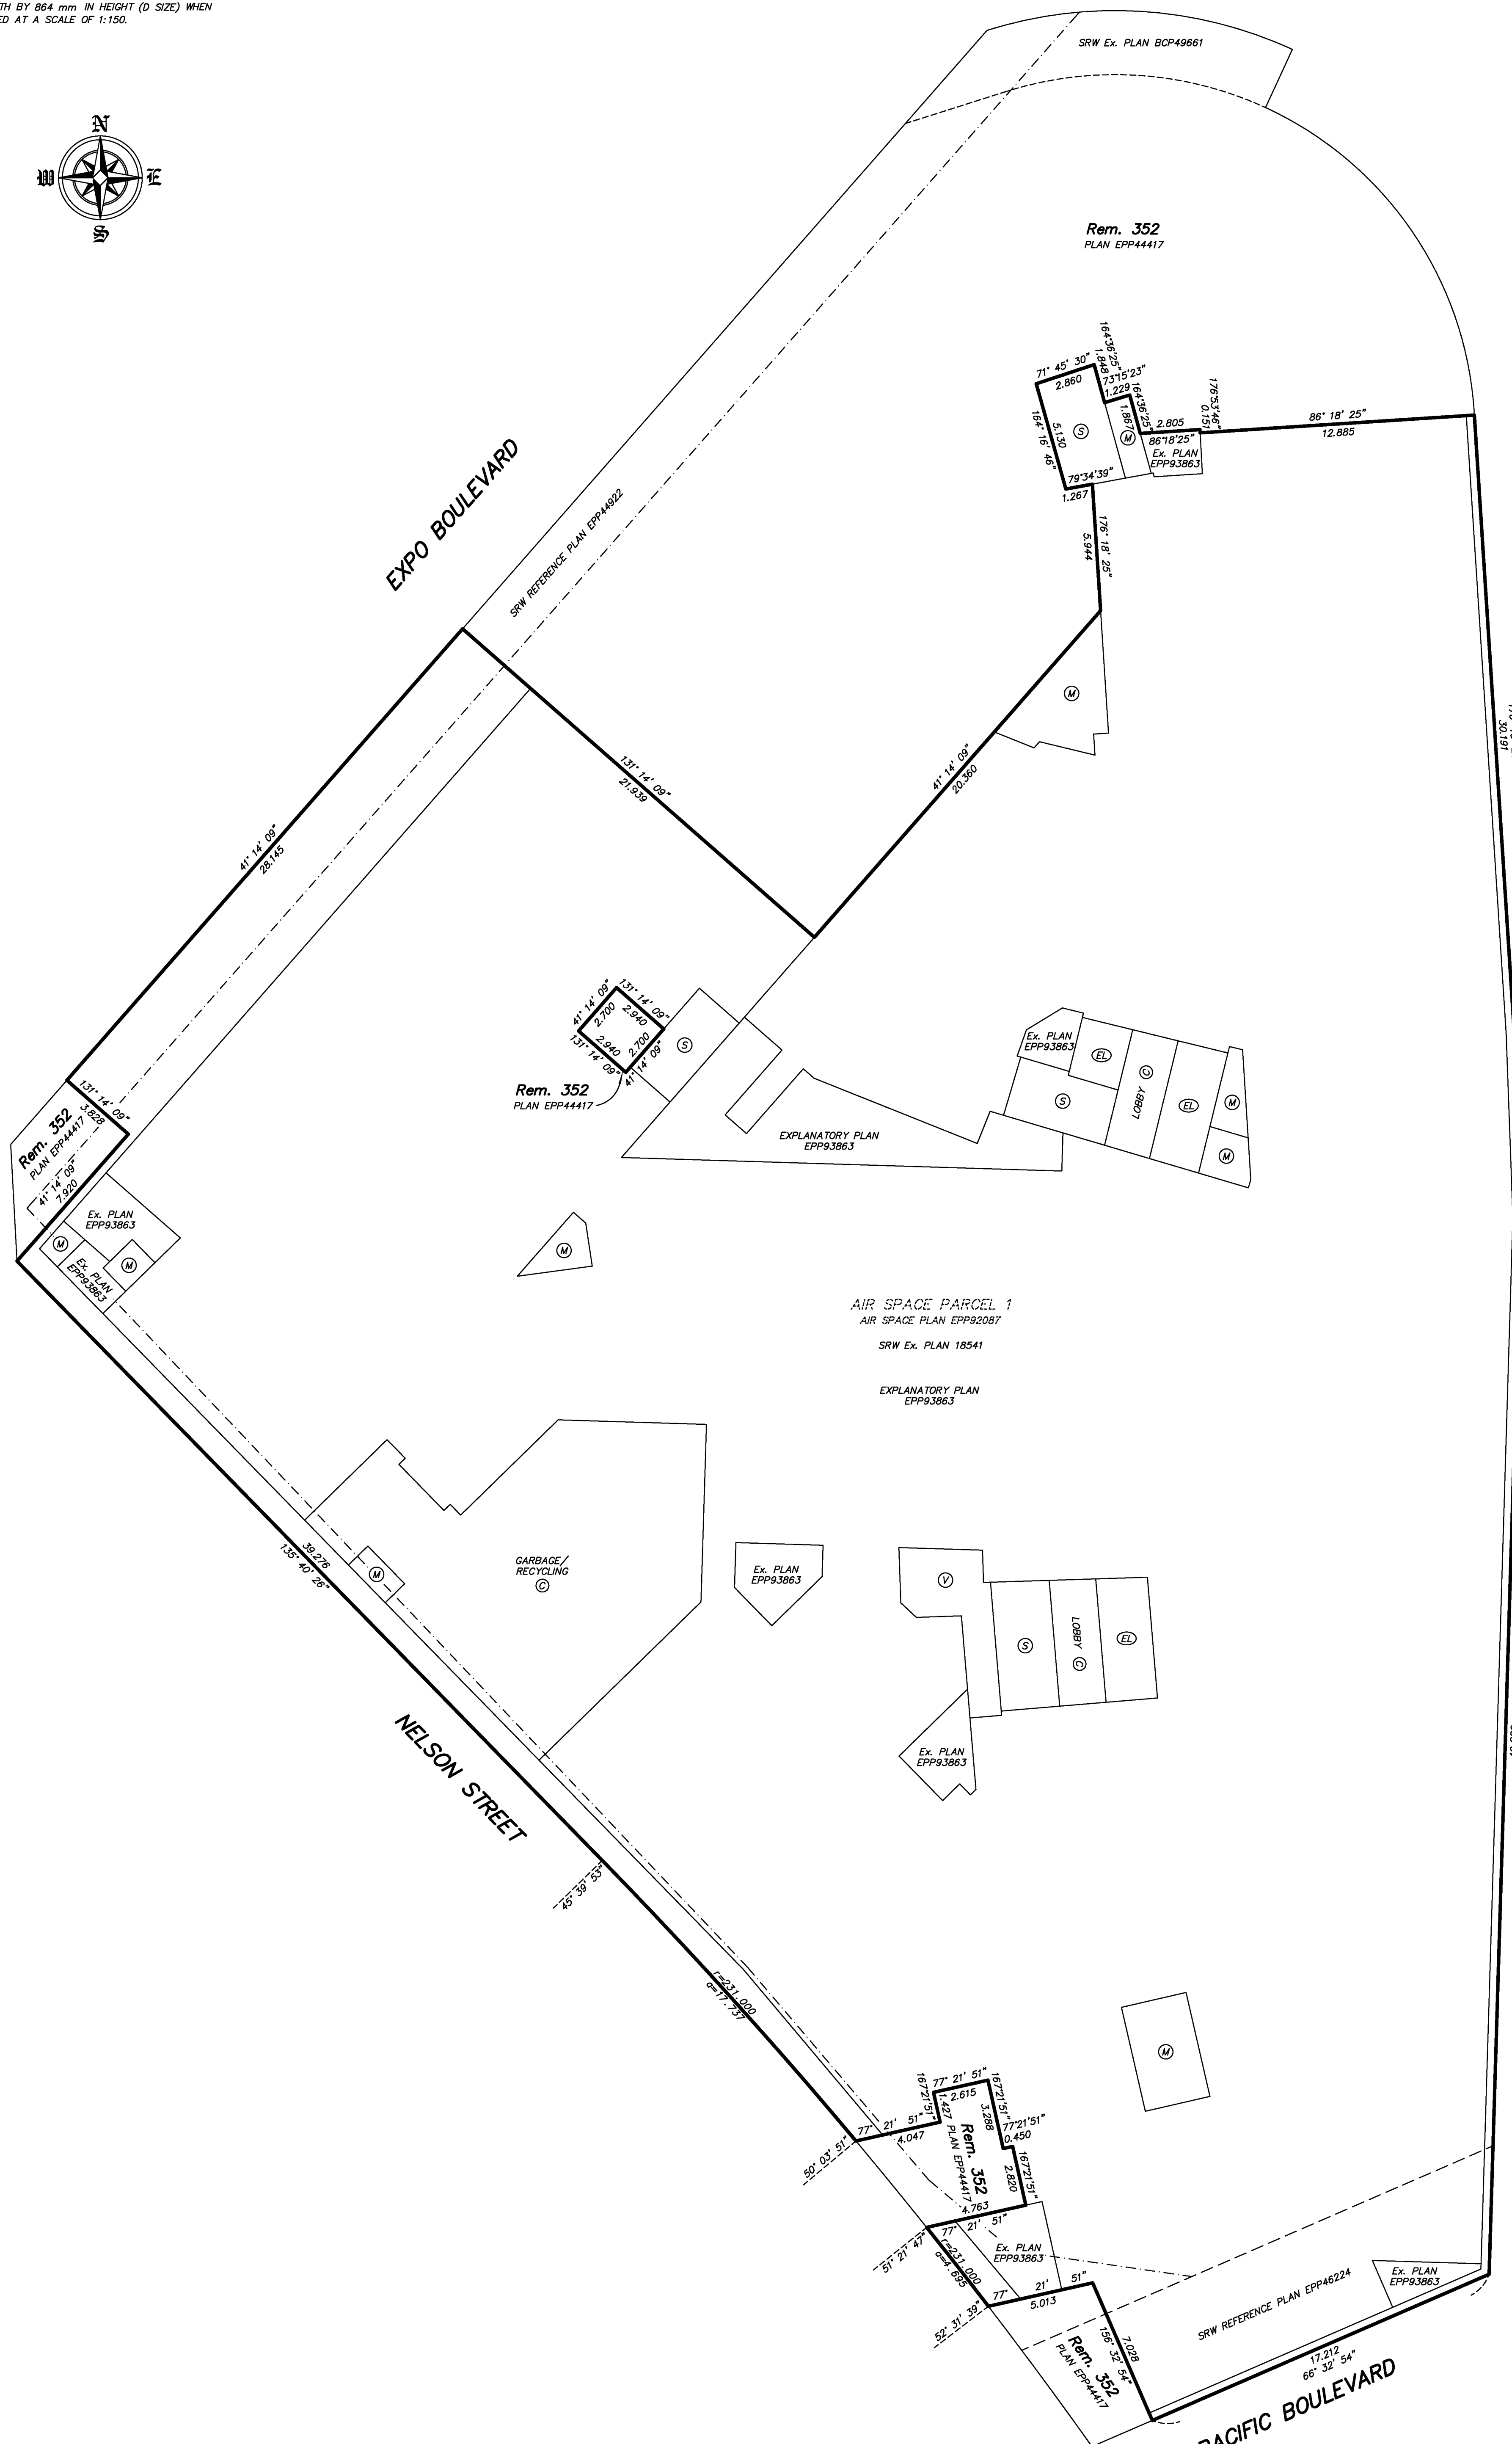 BY 864 mm IN HEIGHT (D SIZE) WHEN
AT A SCALE OF 1:150.
N
W
E
S
SRW Ex. PLAN BCP49661
Rem. 352
PLAN EPP44417
71° 45' 30"
2.860
164°36'25"
1.848
73°15'23"
1.229
164°36'25"
1.867
2.805
86°18'25"
176°53'46"
0.151
86° 18' 25"
12.885
5.130
164° 16' 46"
S
M
Ex. PLAN
EPP93863
79°34'39"
1.267
176° 18' 25"
5.944
EXPO BOULEVARD
SRW REFERENCE PLAN EPP44922
M
30.191
131° 14' 09"
21.939
41° 14' 09"
20.360
41° 14' 09"
28.145
41° 14' 09"
2.700
131° 14' 09"
2.940
2.940
131° 14' 09"
2.700
41° 14' 09"
S
Rem. 352
PLAN EPP44417
Ex. PLAN
EPP93863
EL
S
LOBBY C
EL
M
M
EXPLANATORY PLAN
EPP93863
131° 14' 09"
3.828
Rem. 352
PLAN EPP44417
41° 14' 09"
7.920
Ex. PLAN
EPP93863
M
M
Ex. PLAN
EPP93863
M
AIR SPACE PARCEL 1
AIR SPACE PLAN EPP92087
SRW Ex. PLAN 18541
EXPLANATORY PLAN
EPP93863
39.276
135° 40' 26"
M
GARBAGE/
RECYCLING
C
Ex. PLAN
EPP93863
V
S
LOBBY C
EL
Ex. PLAN
EPP93863
NELSON STREET
45° 39' 53"
r=231.000
a=17.737
M
167°21'51"
1.427
77° 21' 51"
2.615
167°21'51"
3.288
77°21'51"
0.450
167°21'51"
2.820
77° 21' 51"
4.047
Rem. 352
PLAN EPP44417
50° 03' 51"
4.763
77° 21' 51"
51° 21' 47"
r=231.000
a=4.695
Ex. PLAN
EPP93863
77° 21' 51"
5.013
52° 31' 39"
7.028
156° 32' 54"
Rem. 352
PLAN EPP44417
SRW REFERENCE PLAN EPP46224
Ex. PLAN
EPP93863
17.212
66° 32' 54"
BOULEVARD